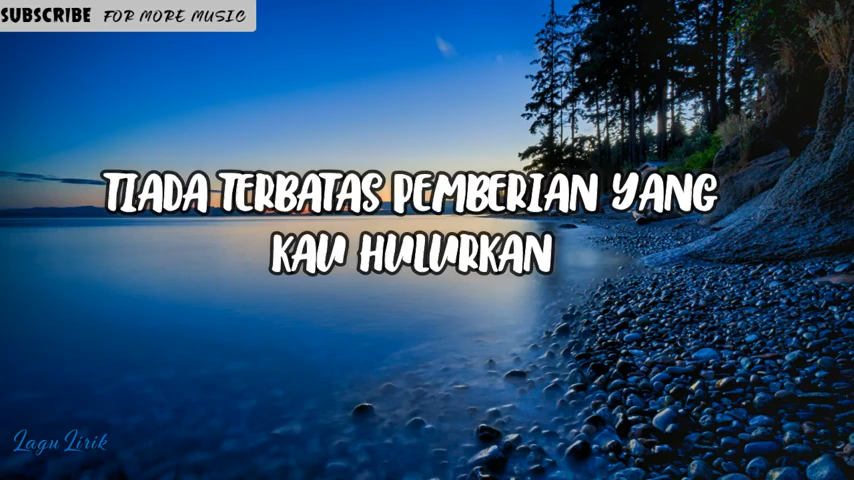 SUBSCRIBE FOR MORE MUSIC
TIADA TERBATAS PEMBERIAN YANG
KAU HULURKAN
Lagu Lirik